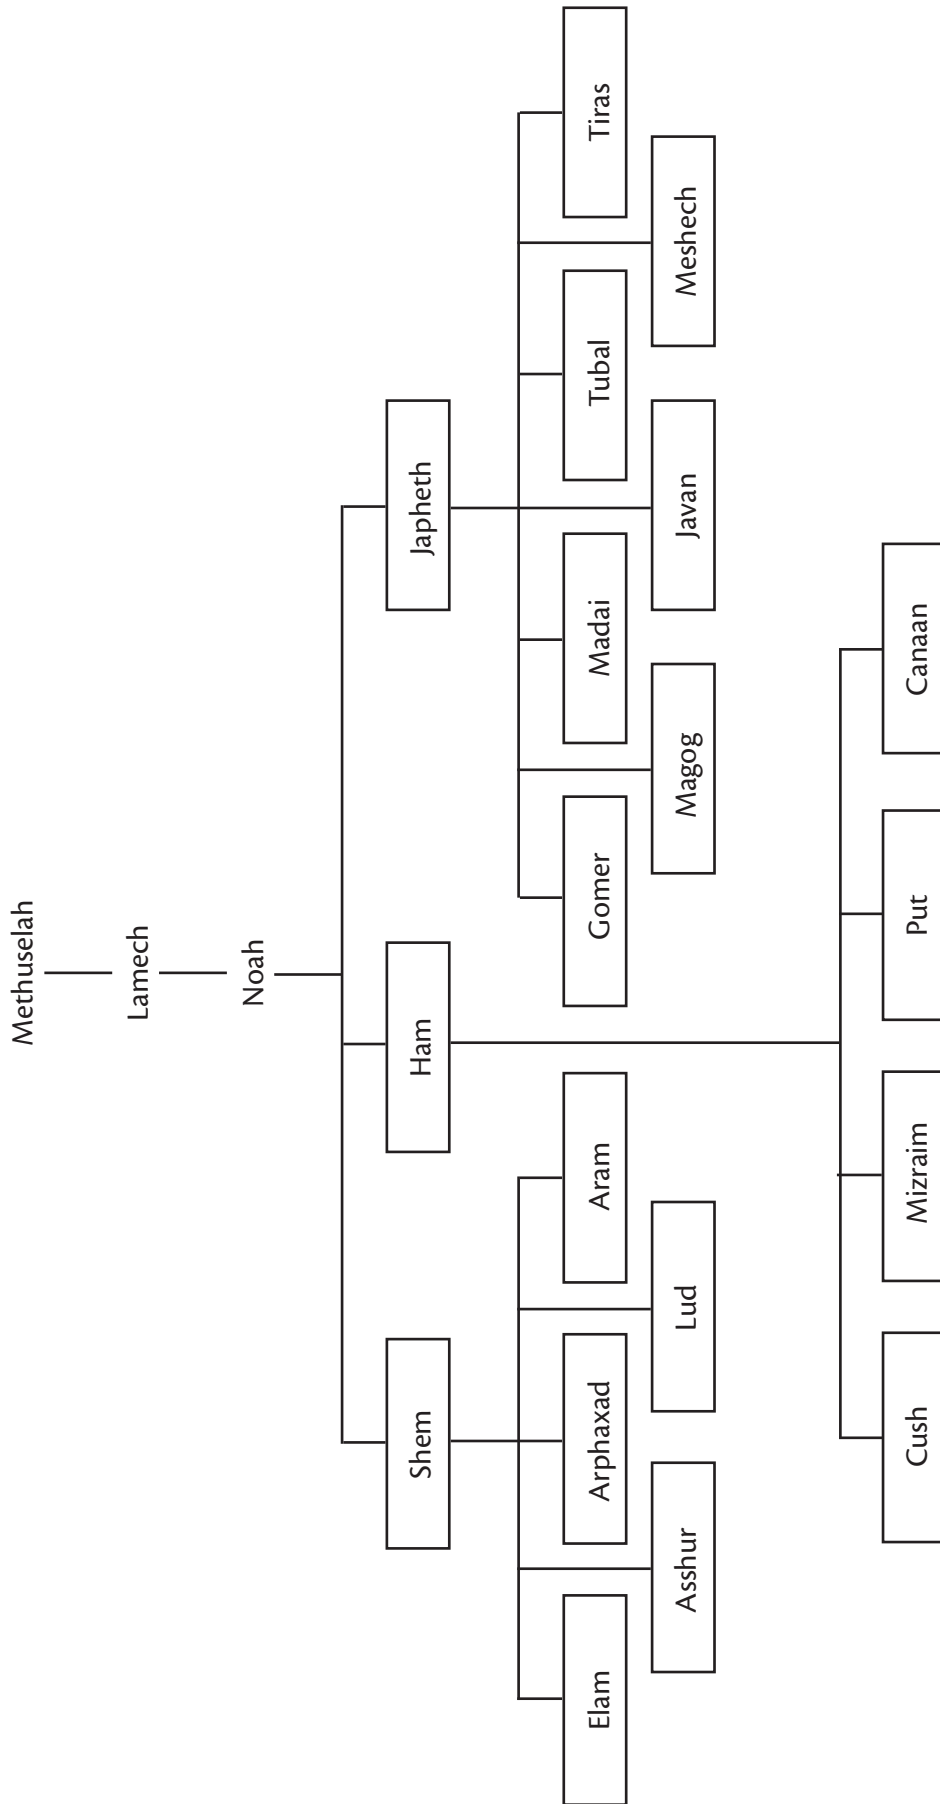 Methuselah
Lamech
Noah
Shem Ham Japheth
Elam Arphaxad Aram Gomer Madai Tubal Tiras
Asshur Lud Magog Javan Meshech
Cush Mizraim Put Canaan